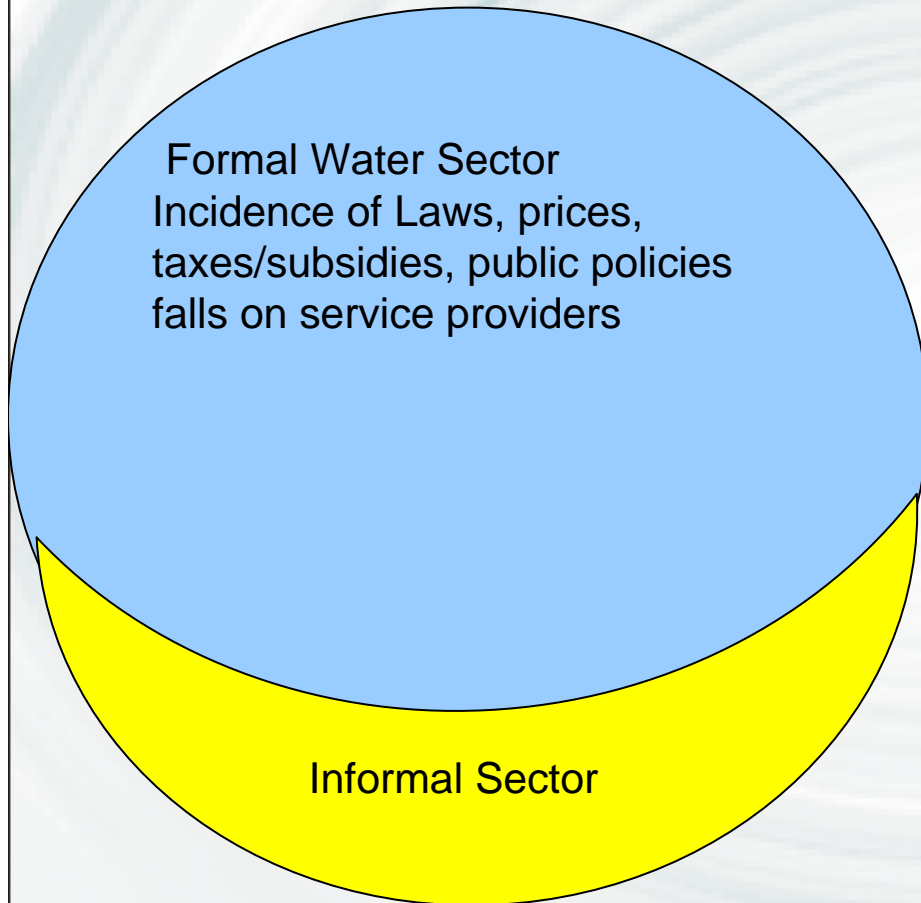 Formal Water Sector
Incidence of Laws, prices,
taxes/subsidies, public policies
falls on service providers
Informal Sector